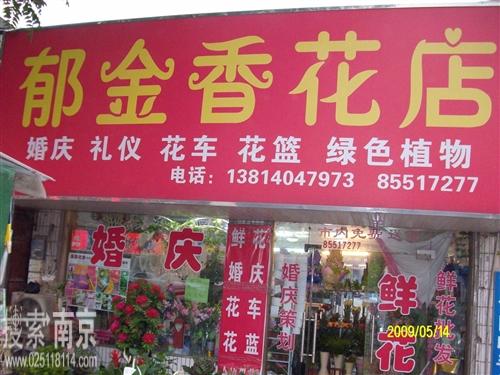 郁金香花店
婚庆 礼仪 花车 花篮 绿色植物
电话：13814047973 85517277
婚 庆
鲜花
婚庆
花车
花篮
婚庆策划
市内免费
85517277
鲜花
鲜花批发
2009/05/14
搜索南京
www.025118114.com